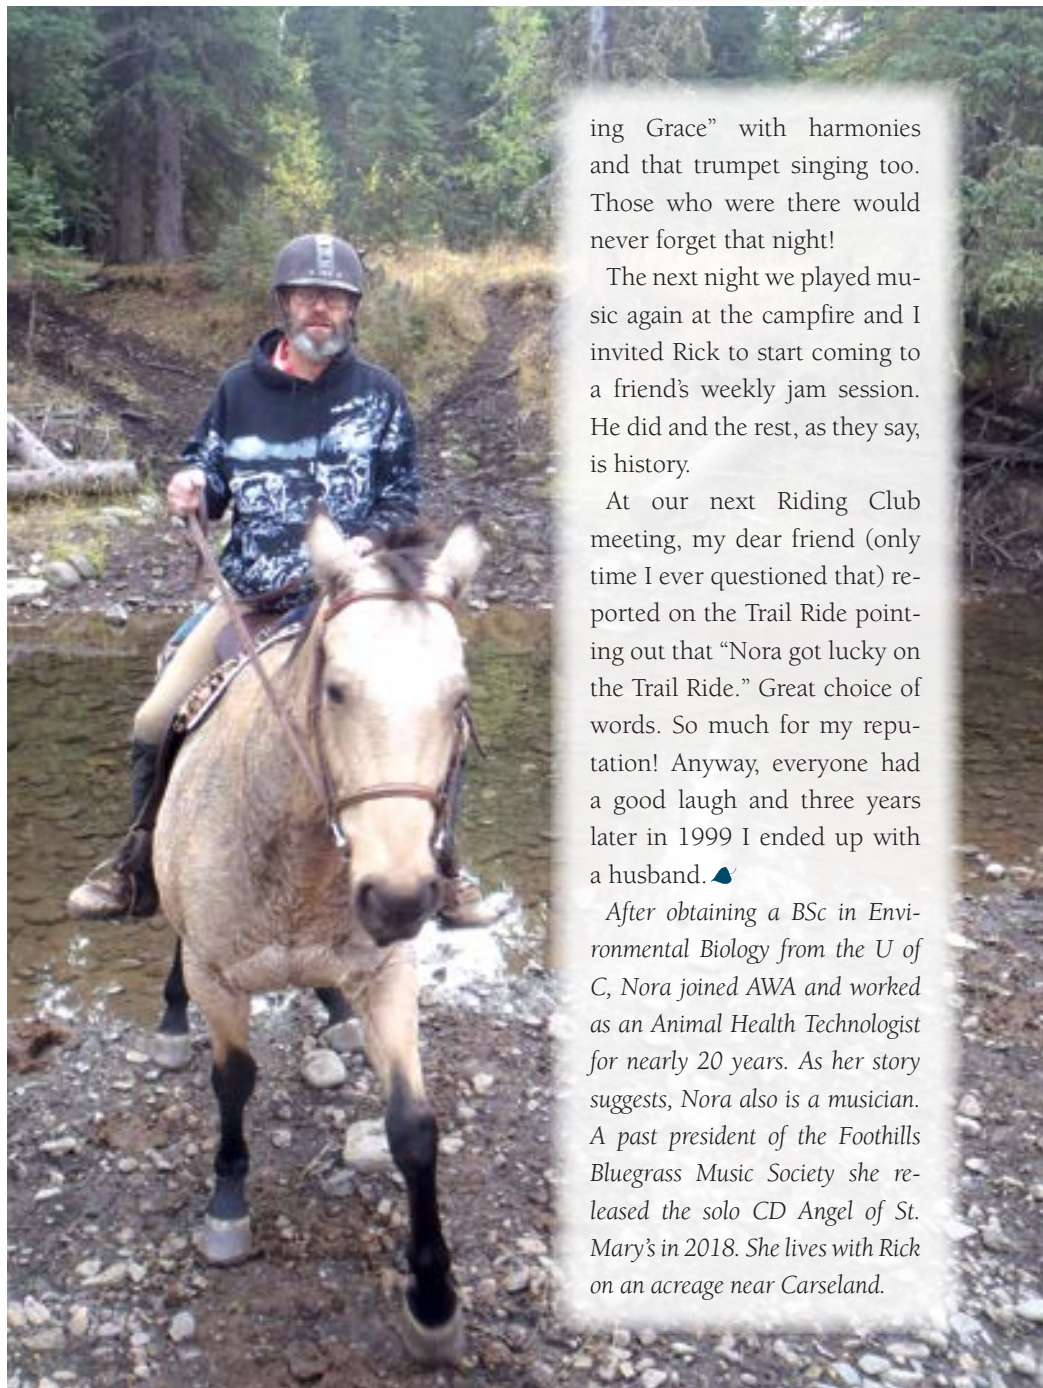 ing Grace” with harmonies
and that trumpet singing too.
Those who were there would
never forget that night!
The next night we played mu-
sic again at the campfire and I
invited Rick to start coming to
a friend’s weekly jam session.
He did and the rest, as they say,
is history.
At our next Riding Club
meeting, my dear friend (only
time I ever questioned that) re-
ported on the Trail Ride point-
ing out that “Nora got lucky on
the Trail Ride.” Great choice of
words. So much for my repu-
tation! Anyway, everyone had
a good laugh and three years
later in 1999 I ended up with
a husband.
After obtaining a BSc in Envi-
ronmental Biology from the U of
C, Nora joined AWA and worked
as an Animal Health Technologist
for nearly 20 years. As her story
suggests, Nora also is a musician.
A past president of the Foothills
Bluegrass Music Society she re-
leased the solo CD Angel of St.
Mary’s in 2018. She lives with Rick
on an acreage near Carseland.